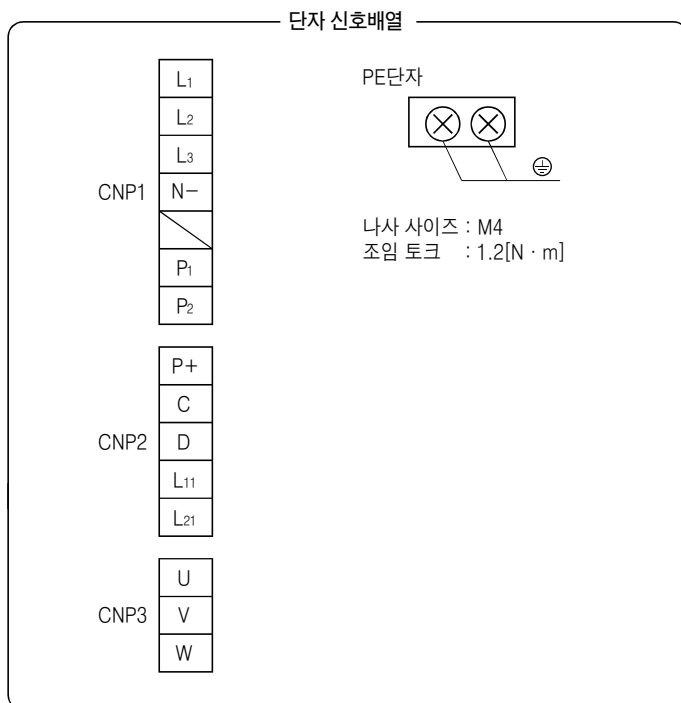 단자 신호배열
CNP1
L1
L2
L3
N-
P1
P2
CNP2
P+
C
D
L11
L21
CNP3
U
V
W
PE단자
나사 사이즈 : M4
조임 토크 : 1.2[N · m]